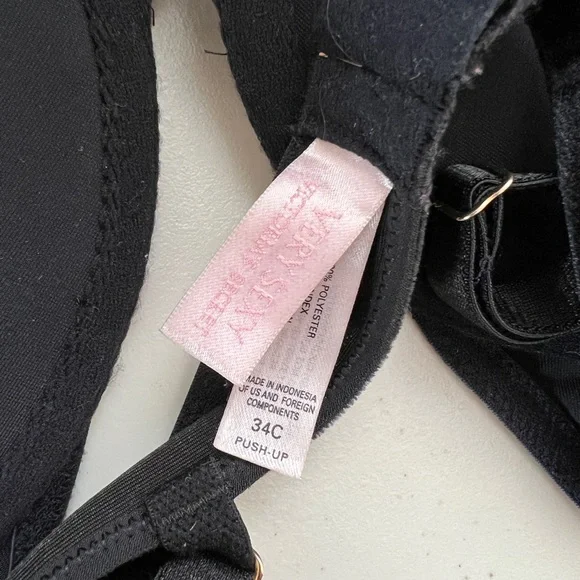 VERY SEXY
VICTORIA'S SECRET
% POLYESTER
MADE IN INDONESIA
OF US AND FOREIGN
COMPONENTS
34C
PUSH-UP